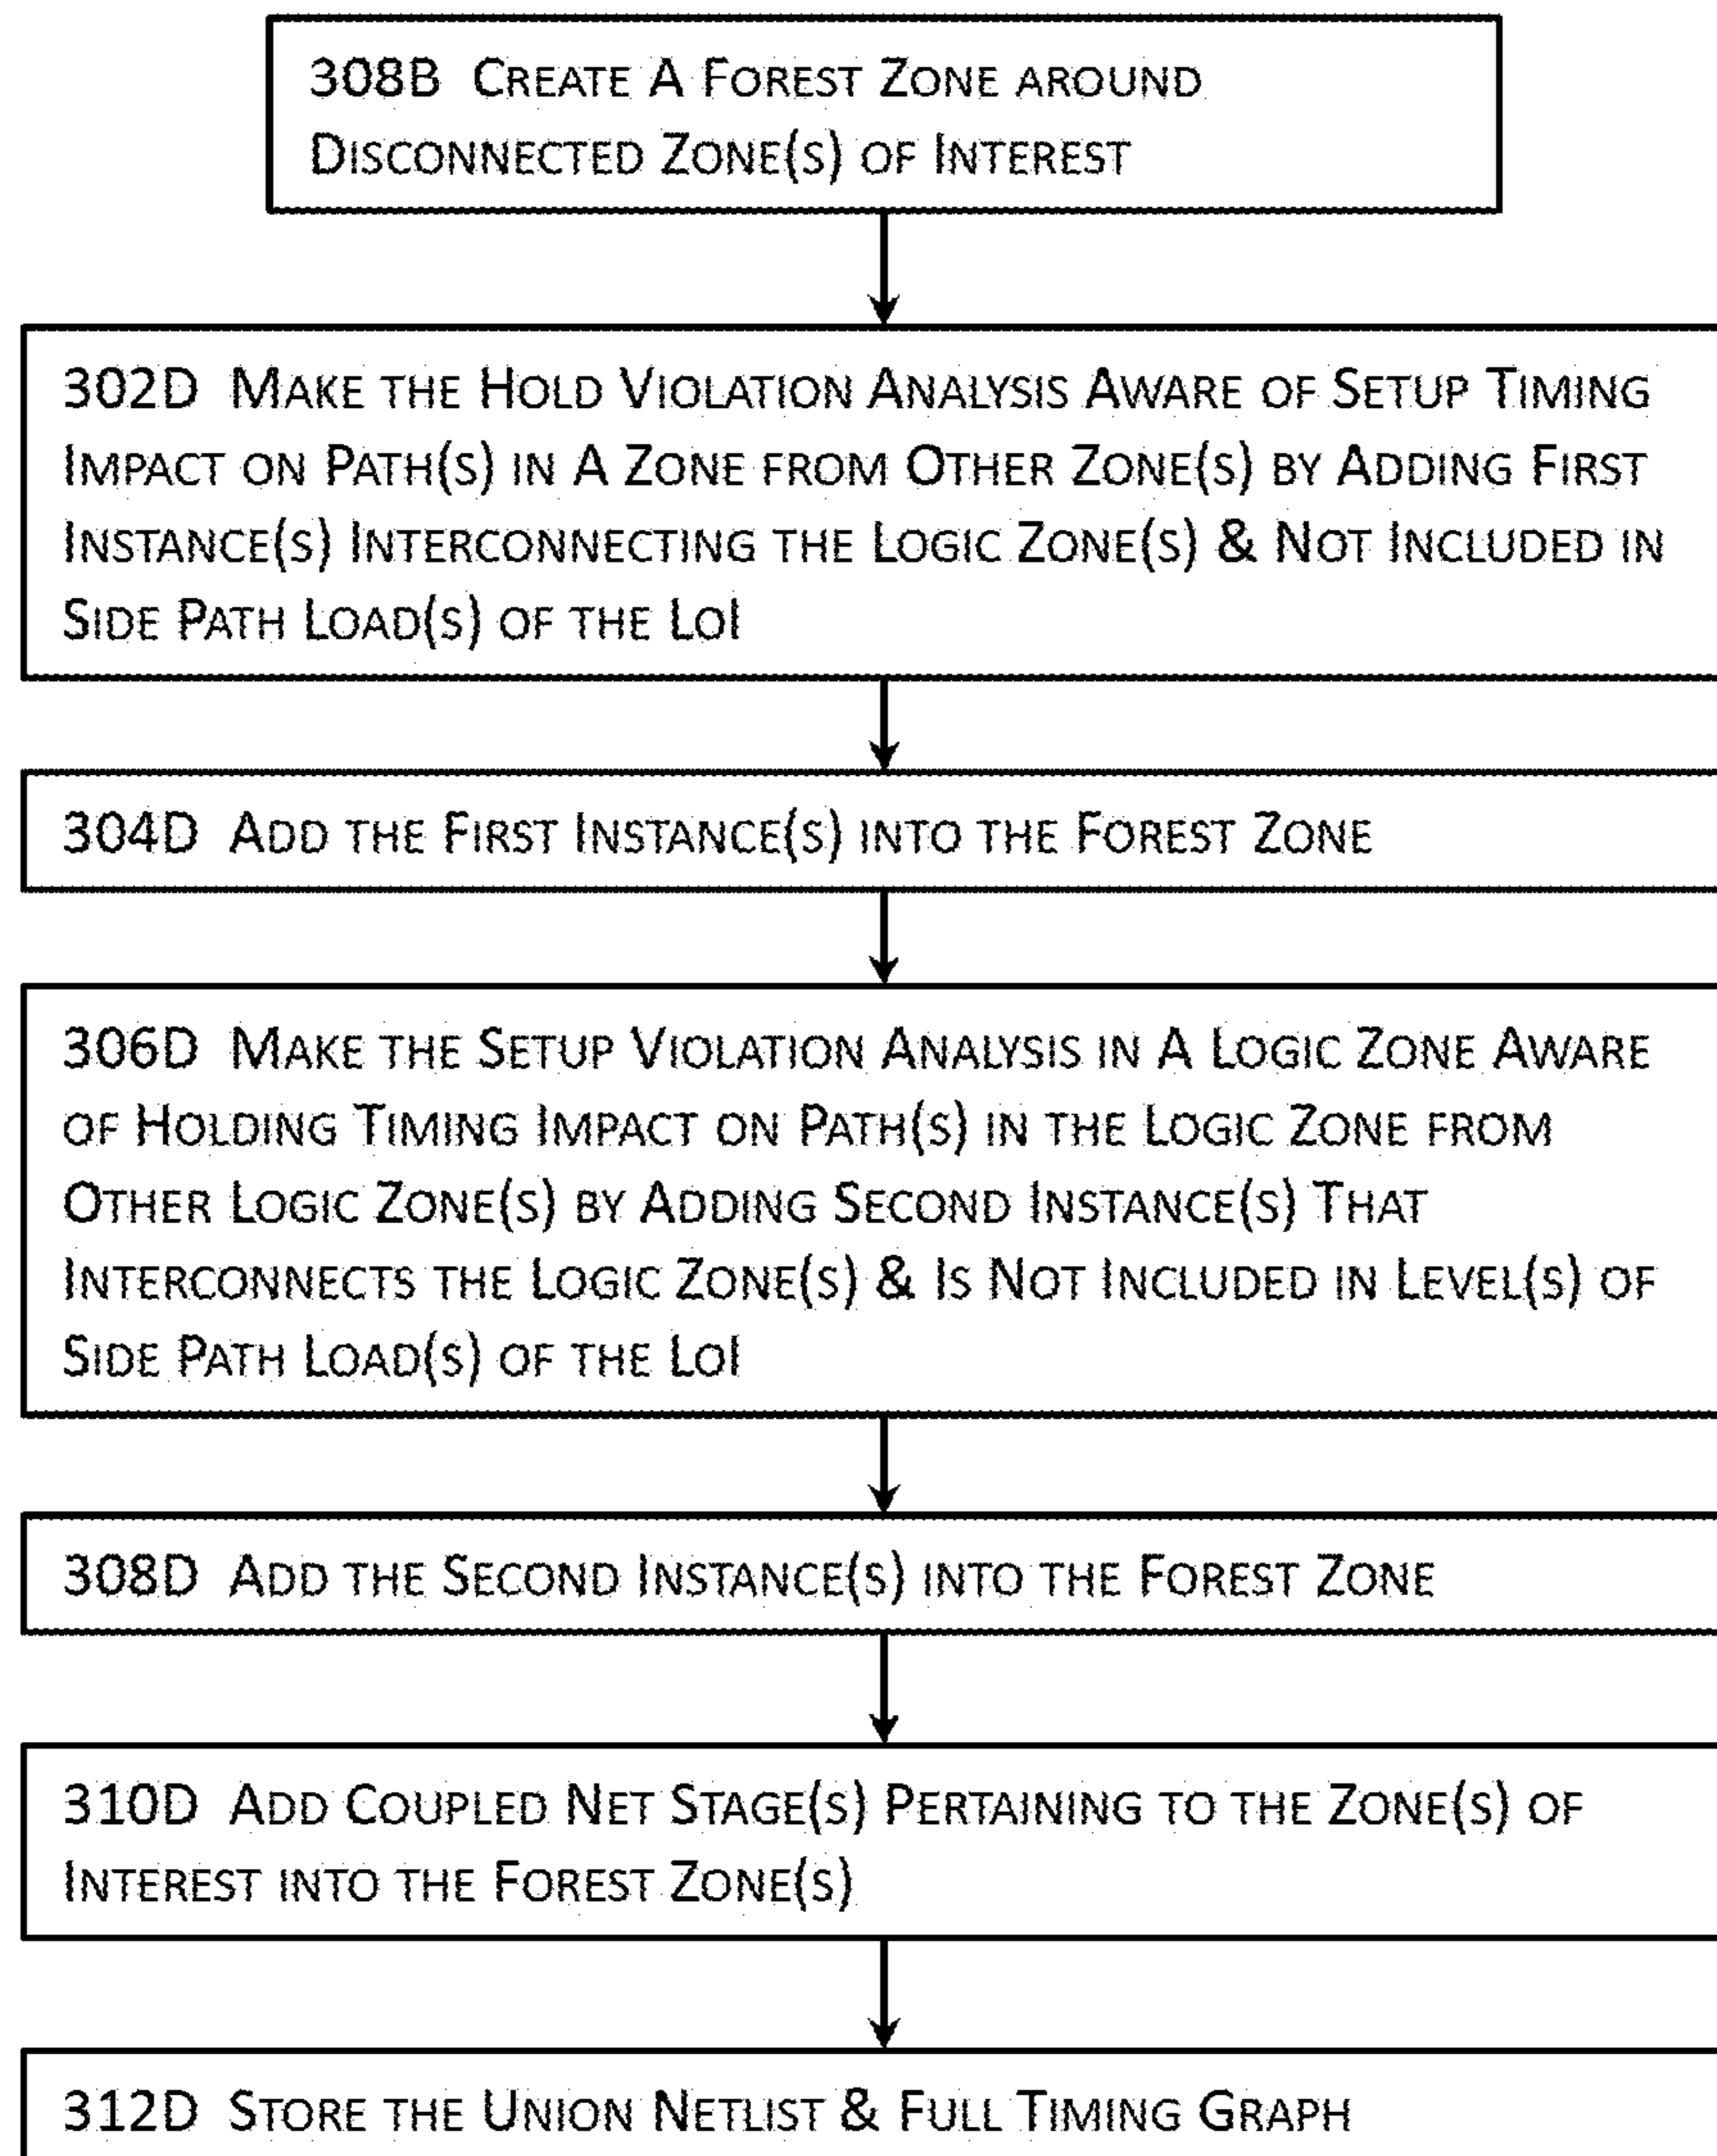 308B CREATE A FOREST ZONE AROUND
DISCONNECTED ZONE(S) OF INTEREST
302D MAKE THE HOLD VIOLATION ANALYSIS AWARE OF SETUP TIMING
IMPACT ON PATH(S) IN A ZONE FROM OTHER ZONE(S) BY ADDING FIRST
INSTANCE(S) INTERCONNECTING THE LOGIC ZONE(S) & NOT INCLUDED IN
SIDE PATH LOAD(S) OF THE LOI
304D ADD THE FIRST INSTANCE(S) INTO THE FOREST ZONE
306D MAKE THE SETUP VIOLATION ANALYSIS IN A LOGIC ZONE AWARE
OF HOLDING TIMING IMPACT ON PATH(S) IN THE LOGIC ZONE FROM
OTHER LOGIC ZONE(S) BY ADDING SECOND INSTANCE(S) THAT
INTERCONNECTS THE LOGIC ZONE(S) & IS NOT INCLUDED IN LEVEL(S) OF
SIDE PATH LOAD(S) OF THE LOI
308D ADD THE SECOND INSTANCE(S) INTO THE FOREST ZONE
310D ADD COUPLED NET STAGE(S) PERTAINING TO THE ZONE(S) OF
INTEREST INTO THE FOREST ZONE(S)
312D STORE THE UNION NETLIST & FULL TIMING GRAPH